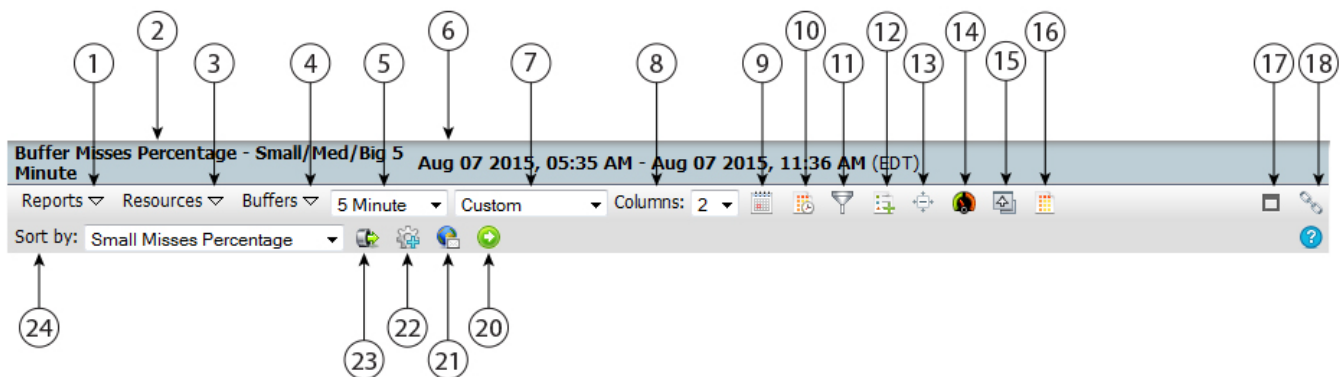 2 6 10 12 14 16
1 3 4 5 7 8 9 11 13 15 17 18
Buffer Misses Percentage - Small/Med/Big 5
Minute
Aug 07 2015, 05:35 AM - Aug 07 2015, 11:36 AM (EDT)
Reports ▽ Resources ▽ Buffers ▽ 5 Minute Custom Columns: 2
Sort by: Small Misses Percentage ?
24 22 20
23 21